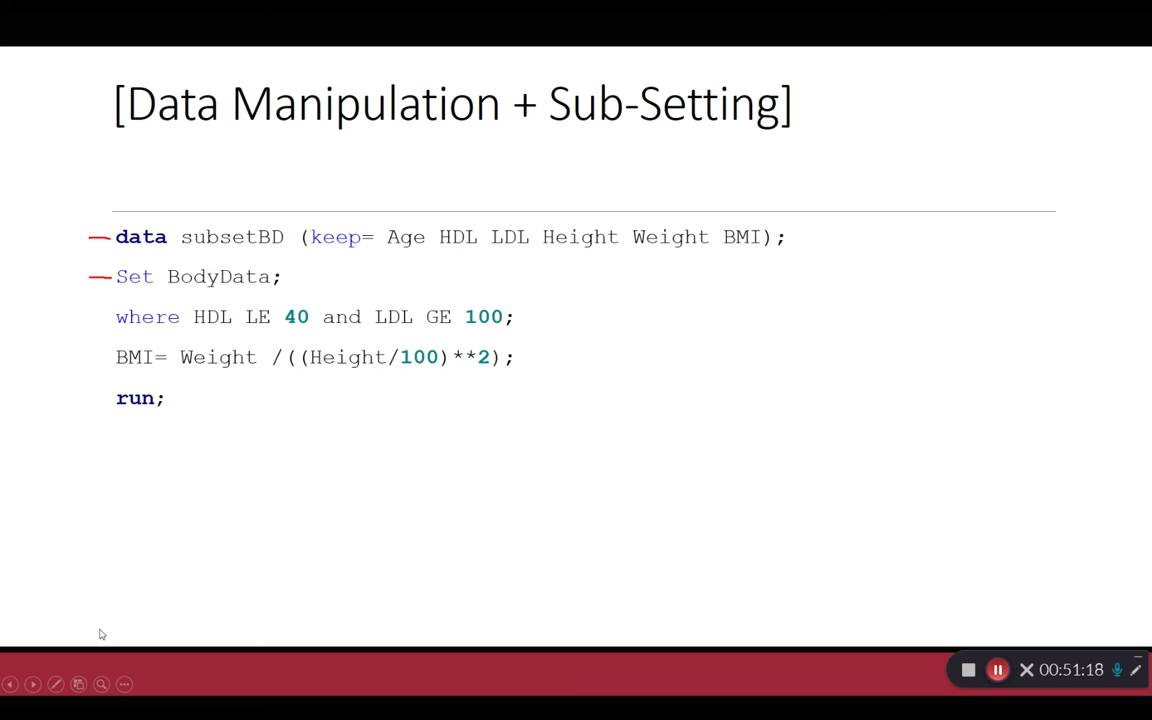 [Data Manipulation + Sub-Setting]
data subsetBD (keep= Age HDL LDL Height Weight BMI);
Set BodyData;
where HDL LE 40 and LDL GE 100;
BMI= Weight /((Height/100)**2);
run;
00:51:18